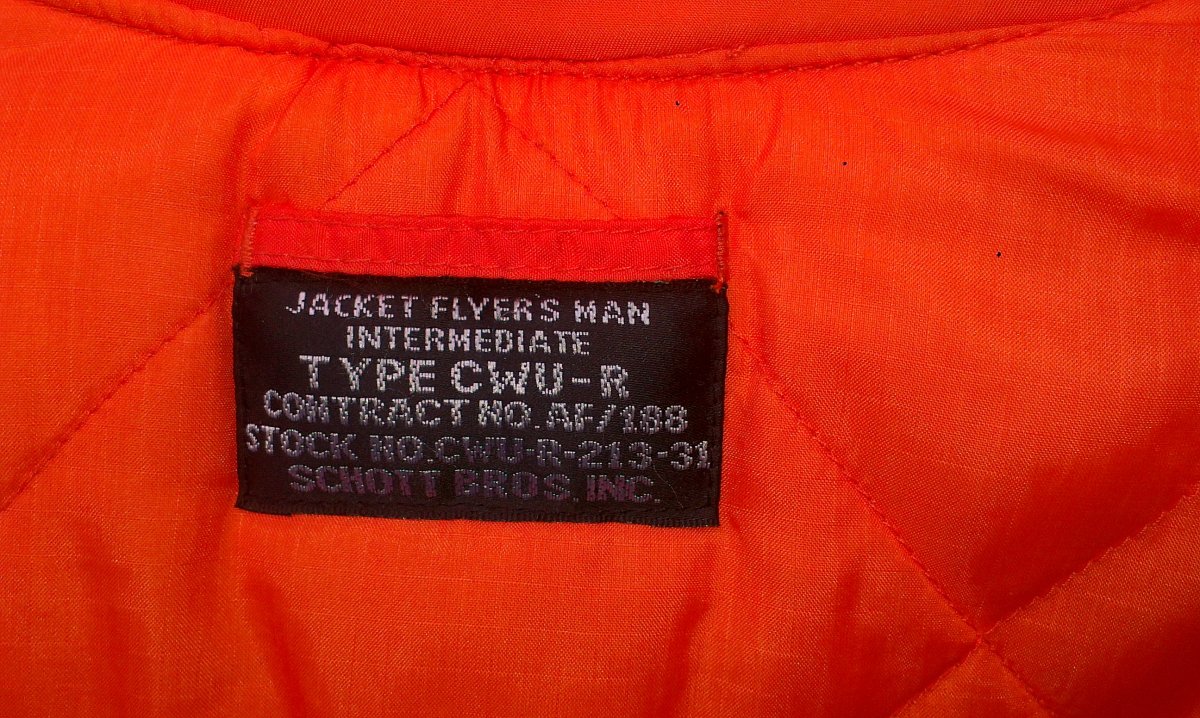 JACKET FLYER'S MAN
INTERMEDIATE
TYPE CWU-R
CONTRACT NO. AF/188
STOCK NO. CWU-R-213-31
SCHOTT BROS. INC.